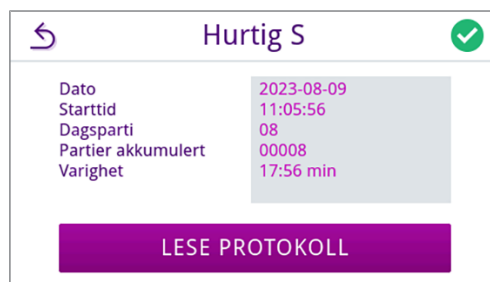 Hurtig S
Dato 2023-08-09
Starttid 11:05:56
Dagsparti 08
Partier akkumulert 00008
Varighet 17:56 min
LESE PROTOKOLL